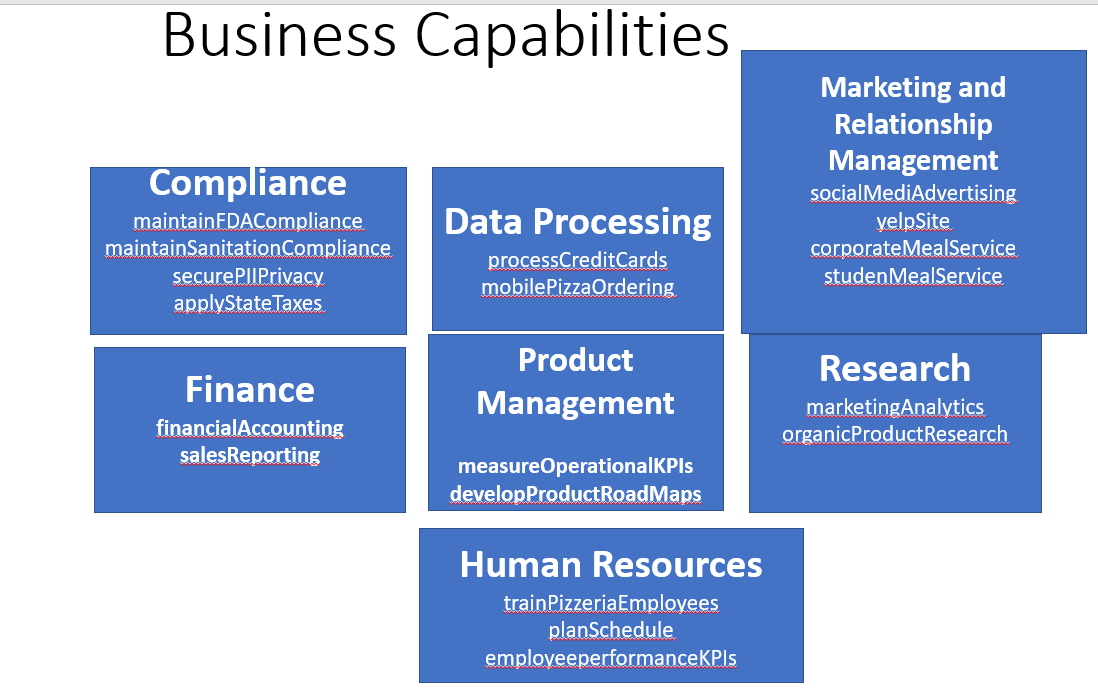 Business Capabilities
Marketing and
Relationship
Management
socialMediAdvertising
yelpSite
corporateMealService
studenMealService
Compliance
maintainFDACompliance
maintainSanitationCompliance
securePIIPrivacy
applyStateTaxes
Data Processing
processCreditCards
mobilePizzaOrdering
Finance
financialAccounting
salesReporting
Product
Management
measureOperationalKPIs
developProductRoadMaps
Research
marketingAnalytics
organicProductResearch
Human Resources
trainPizzeriaEmployees
planSchedule
employeeperformanceKPIs